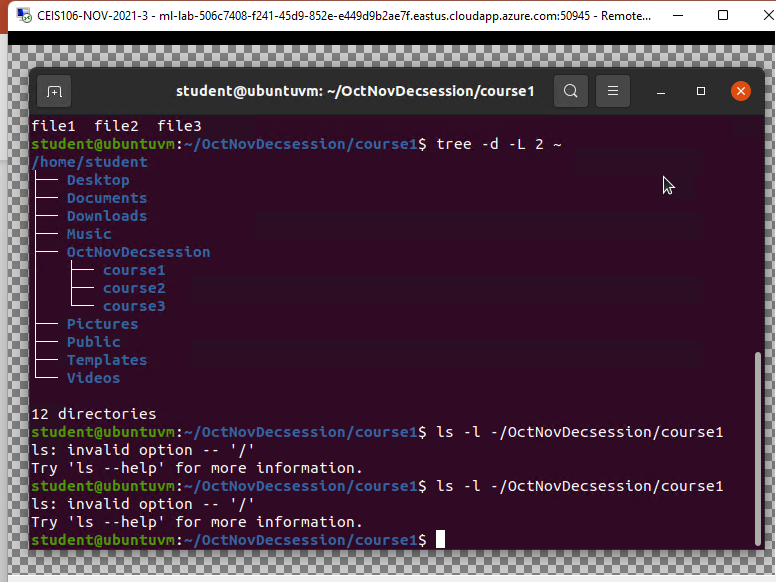 CEIS106-NOV-2021-3 - ml-lab-506c7408-f241-45d9-852e-e449d9b2ae7f.eastus.cloudapp.azure.com:50945 - Remote...
student@ubuntuvm: ~/OctNovDecsession/course1
file1  file2  file3
student@ubuntuvm:~/OctNovDecsession/course1$ tree -d -L 2 ~
/home/student
├── Desktop
├── Documents
├── Downloads
├── Music
├── OctNovDecsession
│   ├── course1
│   ├── course2
│   └── course3
├── Pictures
├── Public
├── Templates
└── Videos
12 directories
student@ubuntuvm:~/OctNovDecsession/course1$ ls -l -/OctNovDecsession/course1
ls: invalid option -- '/'
Try 'ls --help' for more information.
student@ubuntuvm:~/OctNovDecsession/course1$ ls -l -/OctNovDecsession/course1
ls: invalid option -- '/'
Try 'ls --help' for more information.
student@ubuntuvm:~/OctNovDecsession/course1$